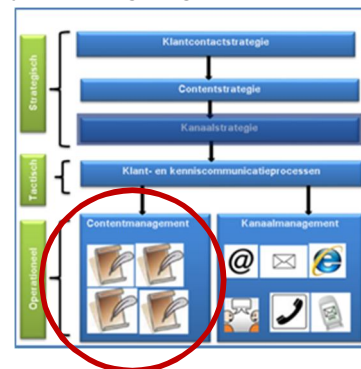 Strategisch
Klantcontactstrategie
Contentstrategie
Kanaalstrategie
Tactisch
Klant- en kenniscommunicatieprocessen
Operationeel
Contentmanagement
Kanaalmanagement
@